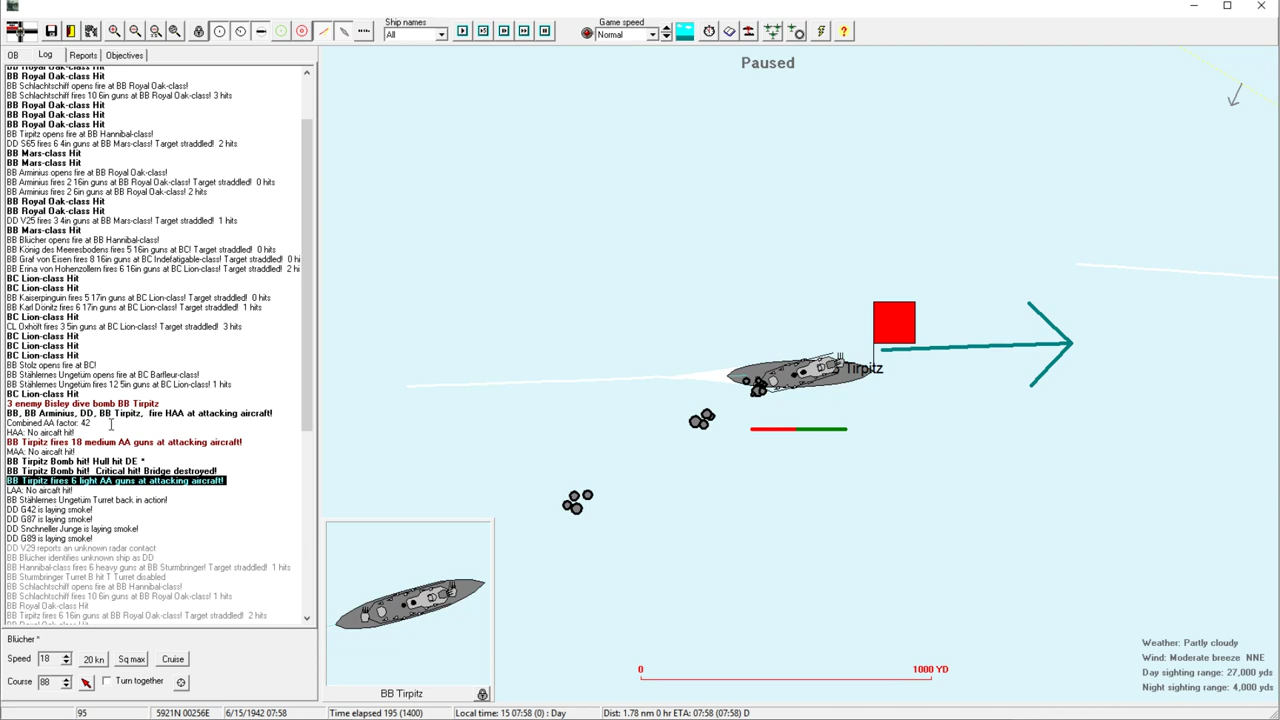 Ship names
Game speed
All
Normal
OB
Log
Reports
Objectives
Paused
BB Royal Oak-class Hit
BB Royal Oak-class Hit
BB Schlachtschiff opens fire at BB Royal Oak-class!
BB Schlachtschiff fires 10 6in guns at BB Royal Oak-class! 3 hits
BB Royal Oak-class Hit
BB Royal Oak-class Hit
BB Royal Oak-class Hit
BB Tirpitz opens fire at BB Hannibal-class!
DD S65 fires 6 4in guns at BB Mars-class! Target straddled! 2 hits
BB Mars-class Hit
BB Mars-class Hit
BB Arminius opens fire at BB Royal Oak-class!
BB Arminius fires 2 16in guns at BB Royal Oak-class! Target straddled! 0 hits
BB Arminius fires 2 6in guns at BB Royal Oak-class! 2 hits
BB Royal Oak-class Hit
BB Royal Oak-class Hit
DD V25 fires 3 4in guns at BB Mars-class! Target straddled! 1 hits
BB Mars-class Hit
BB Blücher opens fire at BB Hannibal-class!
BB König des Meeresbodens fires 5 16in guns at BC! Target straddled! 0 hits
BB Graf von Eisen fires 8 16in guns at BC Indefatigable-class! Target straddled! 0 hi
BB Erina von Hohenzollern fires 6 16in guns at BC Lion-class! Target straddled! 2 hi
BC Lion-class Hit
BC Lion-class Hit
BB Kaiserpinguin fires 5 17in guns at BC Lion-class! Target straddled! 0 hits
BB Karl Dönitz fires 6 17in guns at BC Lion-class! Target straddled! 1 hits
BC Lion-class Hit
CL Oxhöft fires 3 5in guns at BC Lion-class! Target straddled! 3 hits
BC Lion-class Hit
BC Lion-class Hit
BC Lion-class Hit
BB Stolz opens fire at BC!
BB Stählernes Ungetüm opens fire at BC Barfleur-class!
BB Stählernes Ungetüm fires 12 5in guns at BC Lion-class! 1 hits
BC Lion-class Hit
3 enemy Bisley dive bomb BB Tirpitz
BB, BB Arminius, DD, BB Tirpitz, fire HAA at attacking aircraft!
Combined AA factor: 42
HAA: No aircaft hit!
BB Tirpitz fires 18 medium AA guns at attacking aircraft!
MAA: No aircaft hit!
BB Tirpitz Bomb hit! Hull hit DE *
BB Tirpitz Bomb hit! Critical hit! Bridge destroyed!
BB Tirpitz fires 6 light AA guns at attacking aircraft!
LAA: No aircaft hit!
BB Stählernes Ungetüm Turret back in action!
DD G42 is laying smoke!
DD G87 is laying smoke!
DD Snchneller Junge is laying smoke!
DD G89 is laying smoke!
DD V29 reports an unknown radar contact
BB Blücher identifies unknown ship as DD
BB Hannibal-class fires 6 heavy guns at BB Sturmbringer! Target straddled! 1 hits
BB Sturmbringer Turret B hit T Turret disabled
BB Schlachtschiff opens fire at BB Royal Oak-class!
BB Schlachtschiff fires 10 6in guns at BB Royal Oak-class! 1 hits
BB Royal Oak-class Hit
BB Tirpitz fires 6 16in guns at BB Royal Oak-class! Target straddled! 2 hits
Tirpitz
BB Tirpitz
0
1000 YD
Weather: Partly cloudy
Wind: Moderate breeze NNE
Day sighting range: 27,000 yds
Night sighting range: 4,000 yds
Blücher *
Speed
18
20 kn
Sq max
Cruise
Course
88
Turn together
95
5921N 00256E
6/15/1942 07:58
Time elapsed 195 (1400)
Local time: 15 07:58 (0) : Day
Dist: 1.78 nm 0 hr ETA: 07:58 (07:58) D